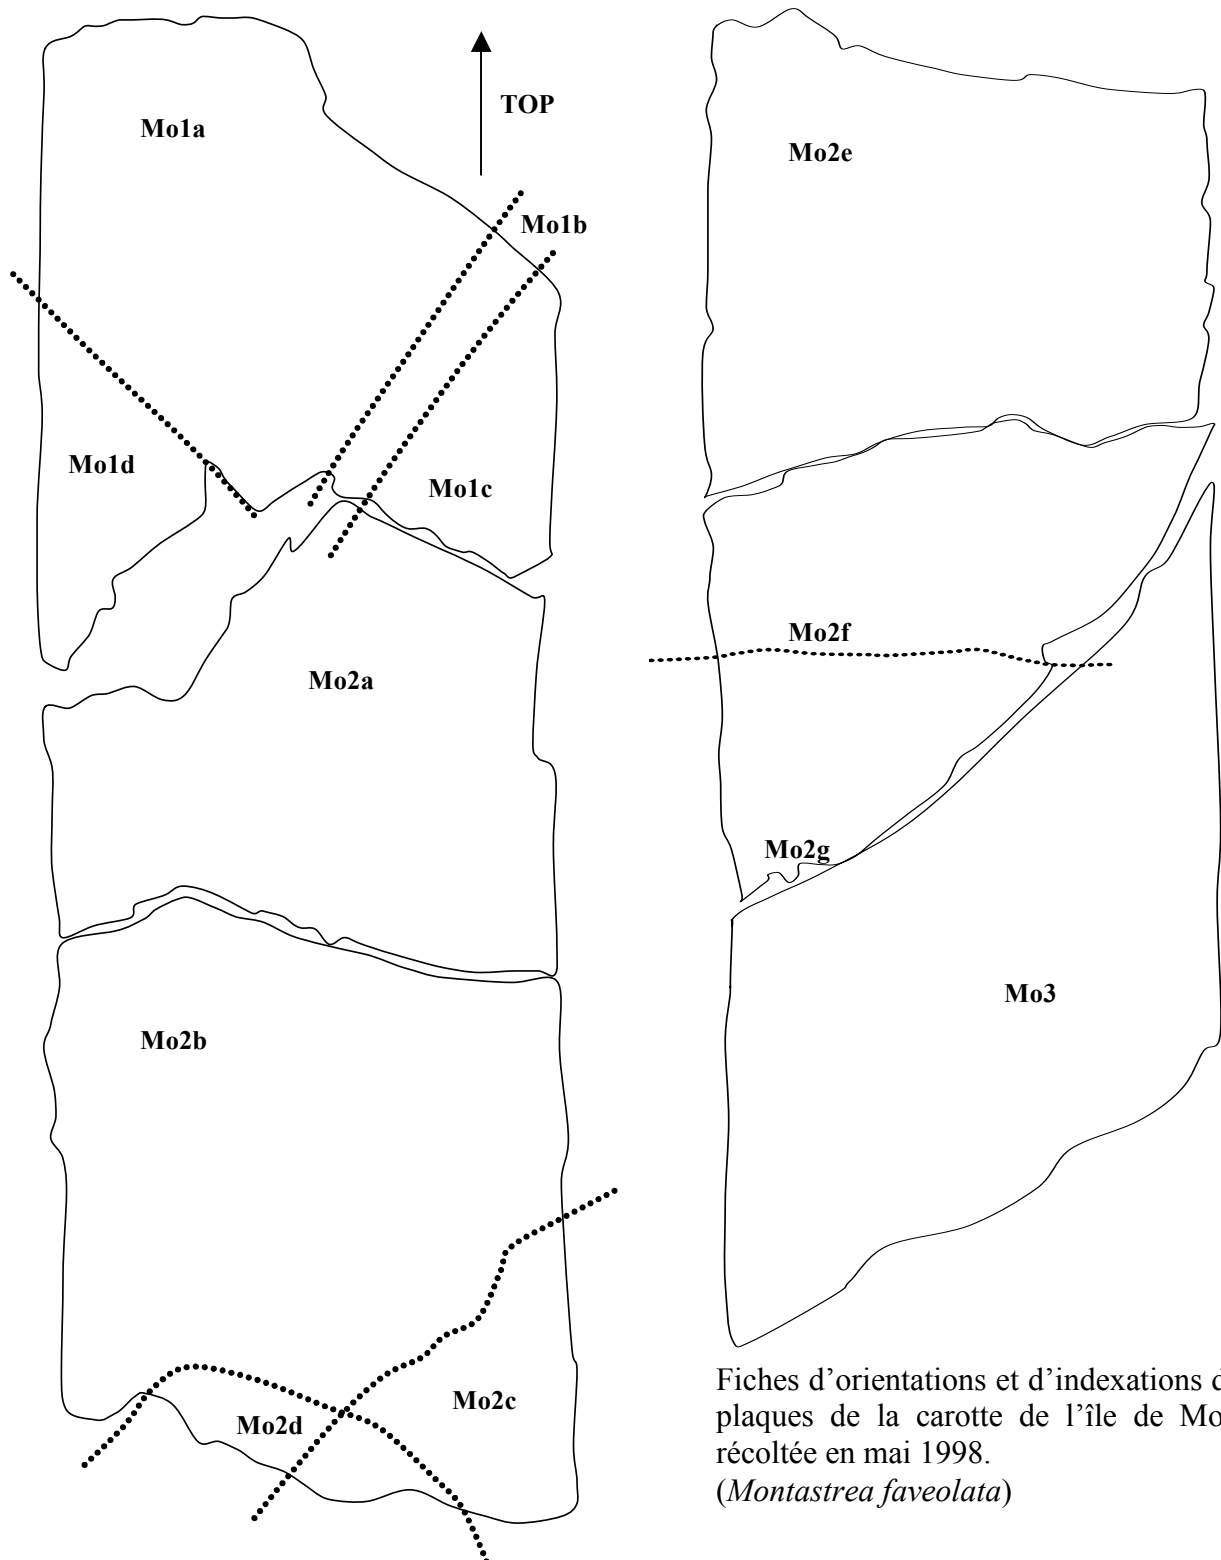 Mo1a
TOP
Mo1b
Mo1d
Mo1c
Mo2a
Mo2b
Mo2c
Mo2d
Mo2e
Mo2f
Mo2g
Mo3
Fiches d’orientations et d’indexations
plaques de la carotte de l’île de
récoltée en mai 1998.
(Montastrea faveolata)